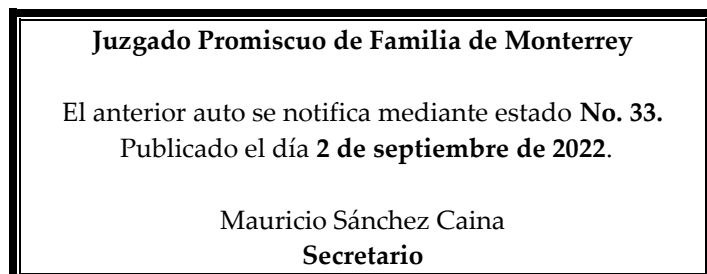 Juzgado Promiscuo de Familia de Monterrey
El anterior auto se notifica mediante estado No. 33.
Publicado el día 2 de septiembre de 2022.
Mauricio Sánchez Caina
Secretario